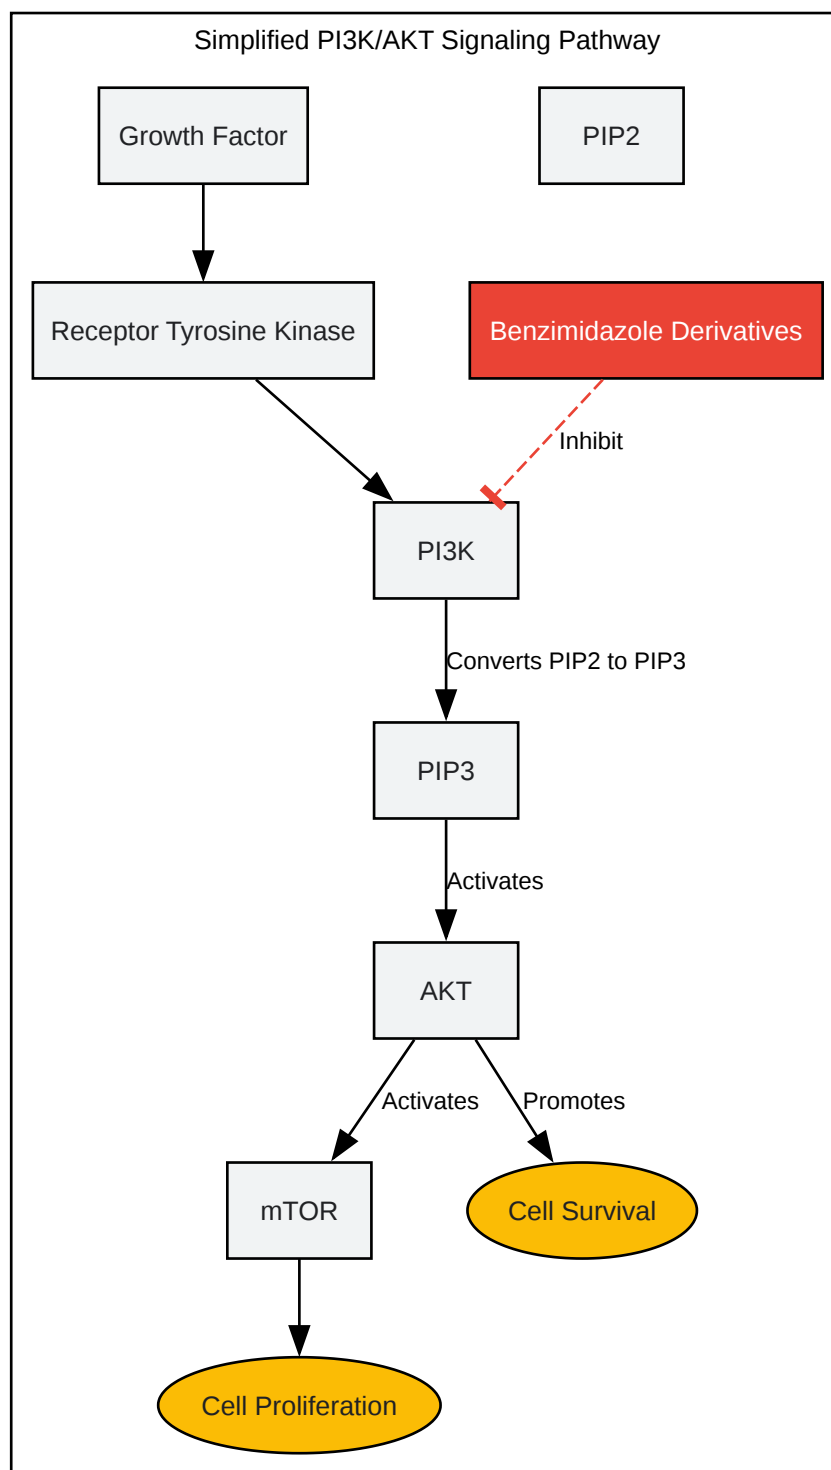 Simplified PI3K/AKT Signaling Pathway
Growth Factor
PIP2
Receptor Tyrosine Kinase
Benzimidazole Derivatives
Inhibit
PI3K
Converts PIP2 to PIP3
PIP3
Activates
AKT
Activates
Promotes
mTOR
Cell Survival
Cell Proliferation